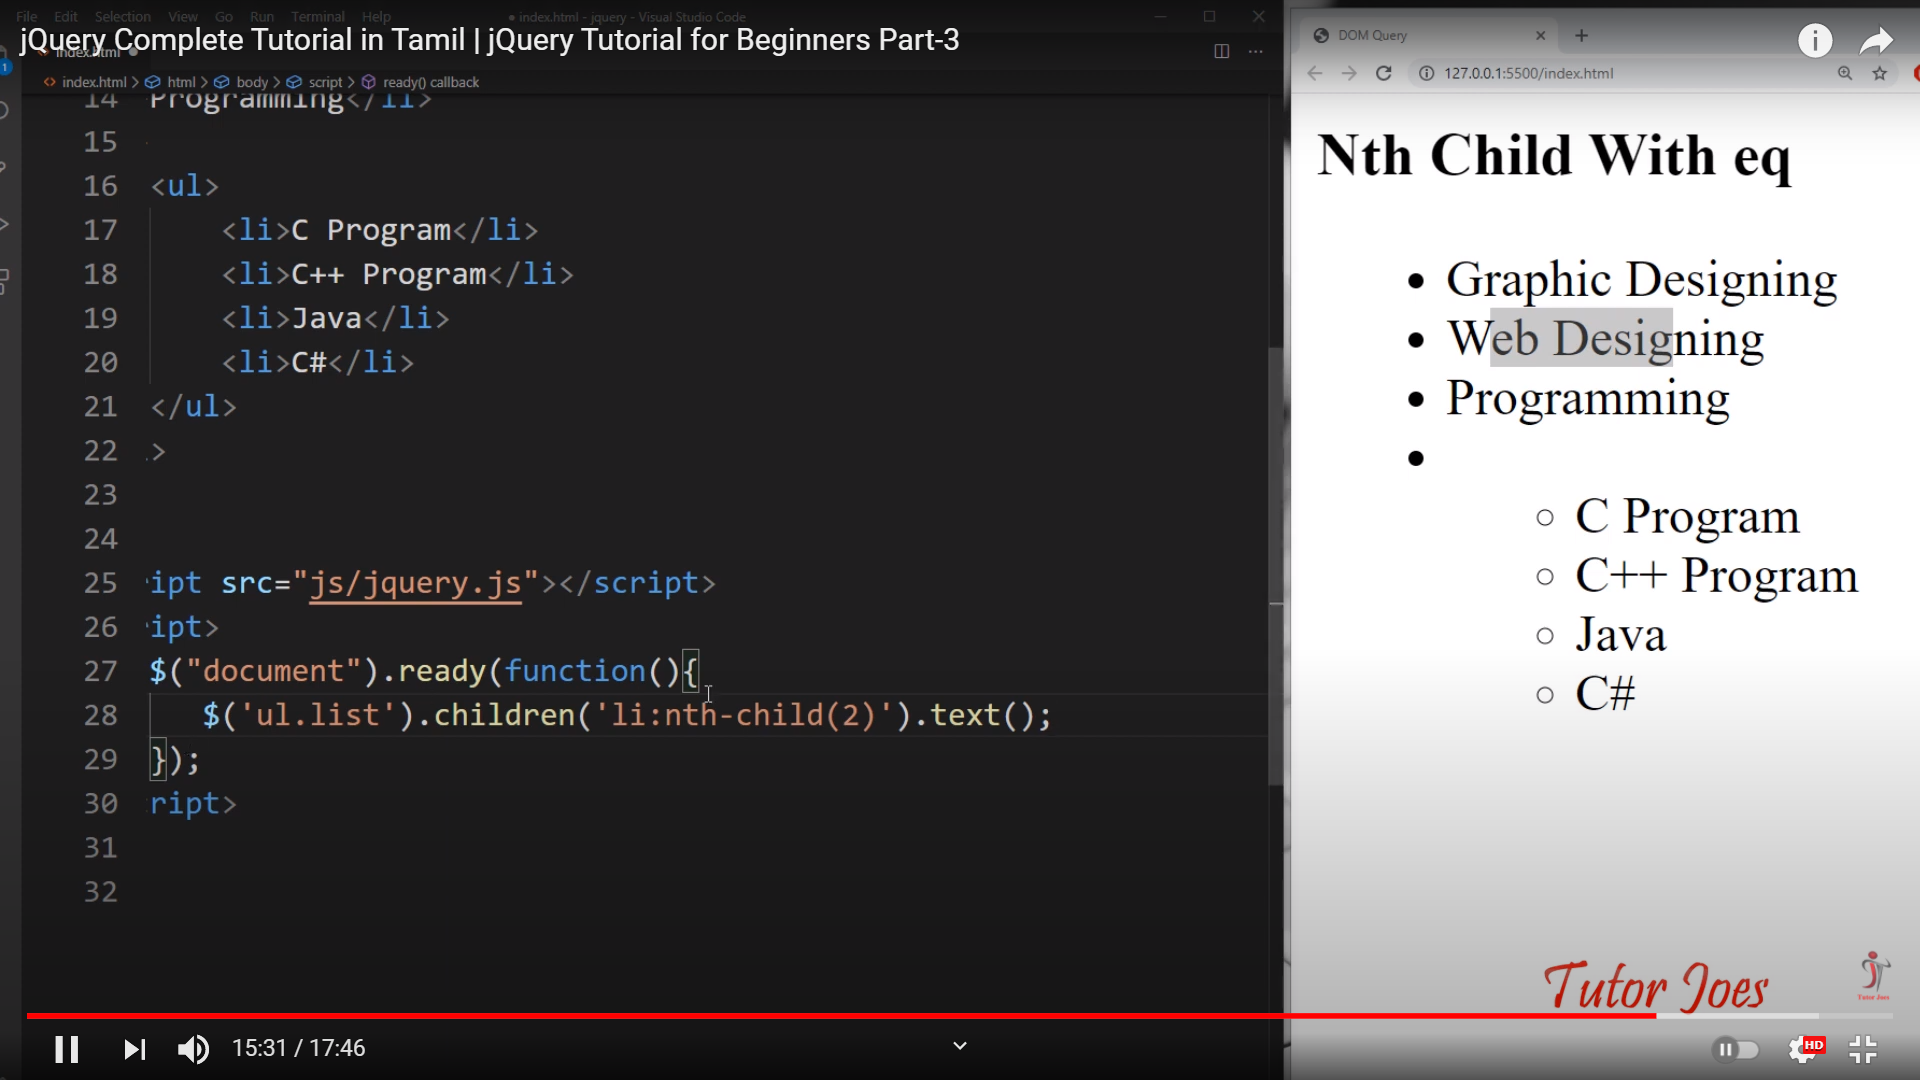 File Edit Selection View Go Run Terminal Help
● index.html - jquery - Visual Studio Code
jQuery Complete Tutorial in Tamil | jQuery Tutorial for Beginners Part-3
index.html
1
index.html > html > body > script > ready() callback
14 Programming</li>
15
16 <ul>
17 <li>C Program</li>
18 <li>C++ Program</li>
19 <li>Java</li>
20 <li>C#</li>
21 </ul>
22 >
23
24
25 ipt src="js/jquery.js"></script>
26 ipt>
27 $("document").ready(function(){
28 $('ul.list').children('li:nth-child(2)').text();
29 });
30 ript>
31
32
DOM Query
127.0.0.1:5500/index.html
Nth Child With eq
Graphic Designing
Web Designing
Programming
C Program
C++ Program
Java
C#
Tutor Joes
Tutor Joes
15:31 / 17:46
HD